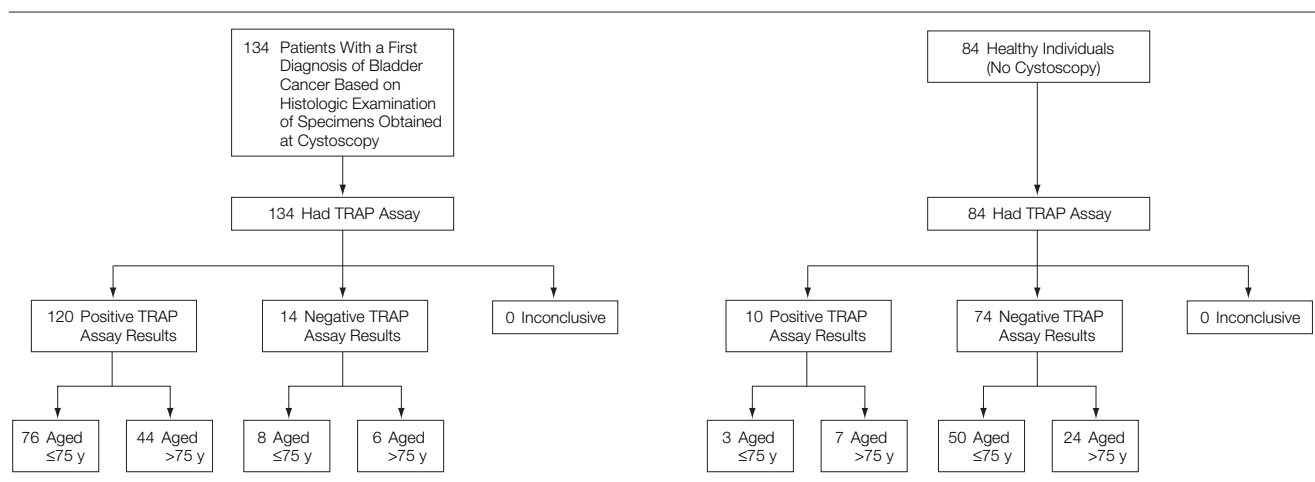 134 Patients With a First
Diagnosis of Bladder
Cancer Based on
Histologic Examination
of Specimens Obtained
at Cystoscopy
84 Healthy Individuals
(No Cystoscopy)
134 Had TRAP Assay
84 Had TRAP Assay
120 Positive TRAP
Assay Results
14 Negative TRAP
Assay Results
0 Inconclusive
10 Positive TRAP
Assay Results
74 Negative TRAP
Assay Results
0 Inconclusive
76 Aged
≤75 y
44 Aged
>75 y
8 Aged
≤75 y
6 Aged
>75 y
3 Aged
≤75 y
7 Aged
>75 y
50 Aged
≤75 y
24 Aged
>75 y